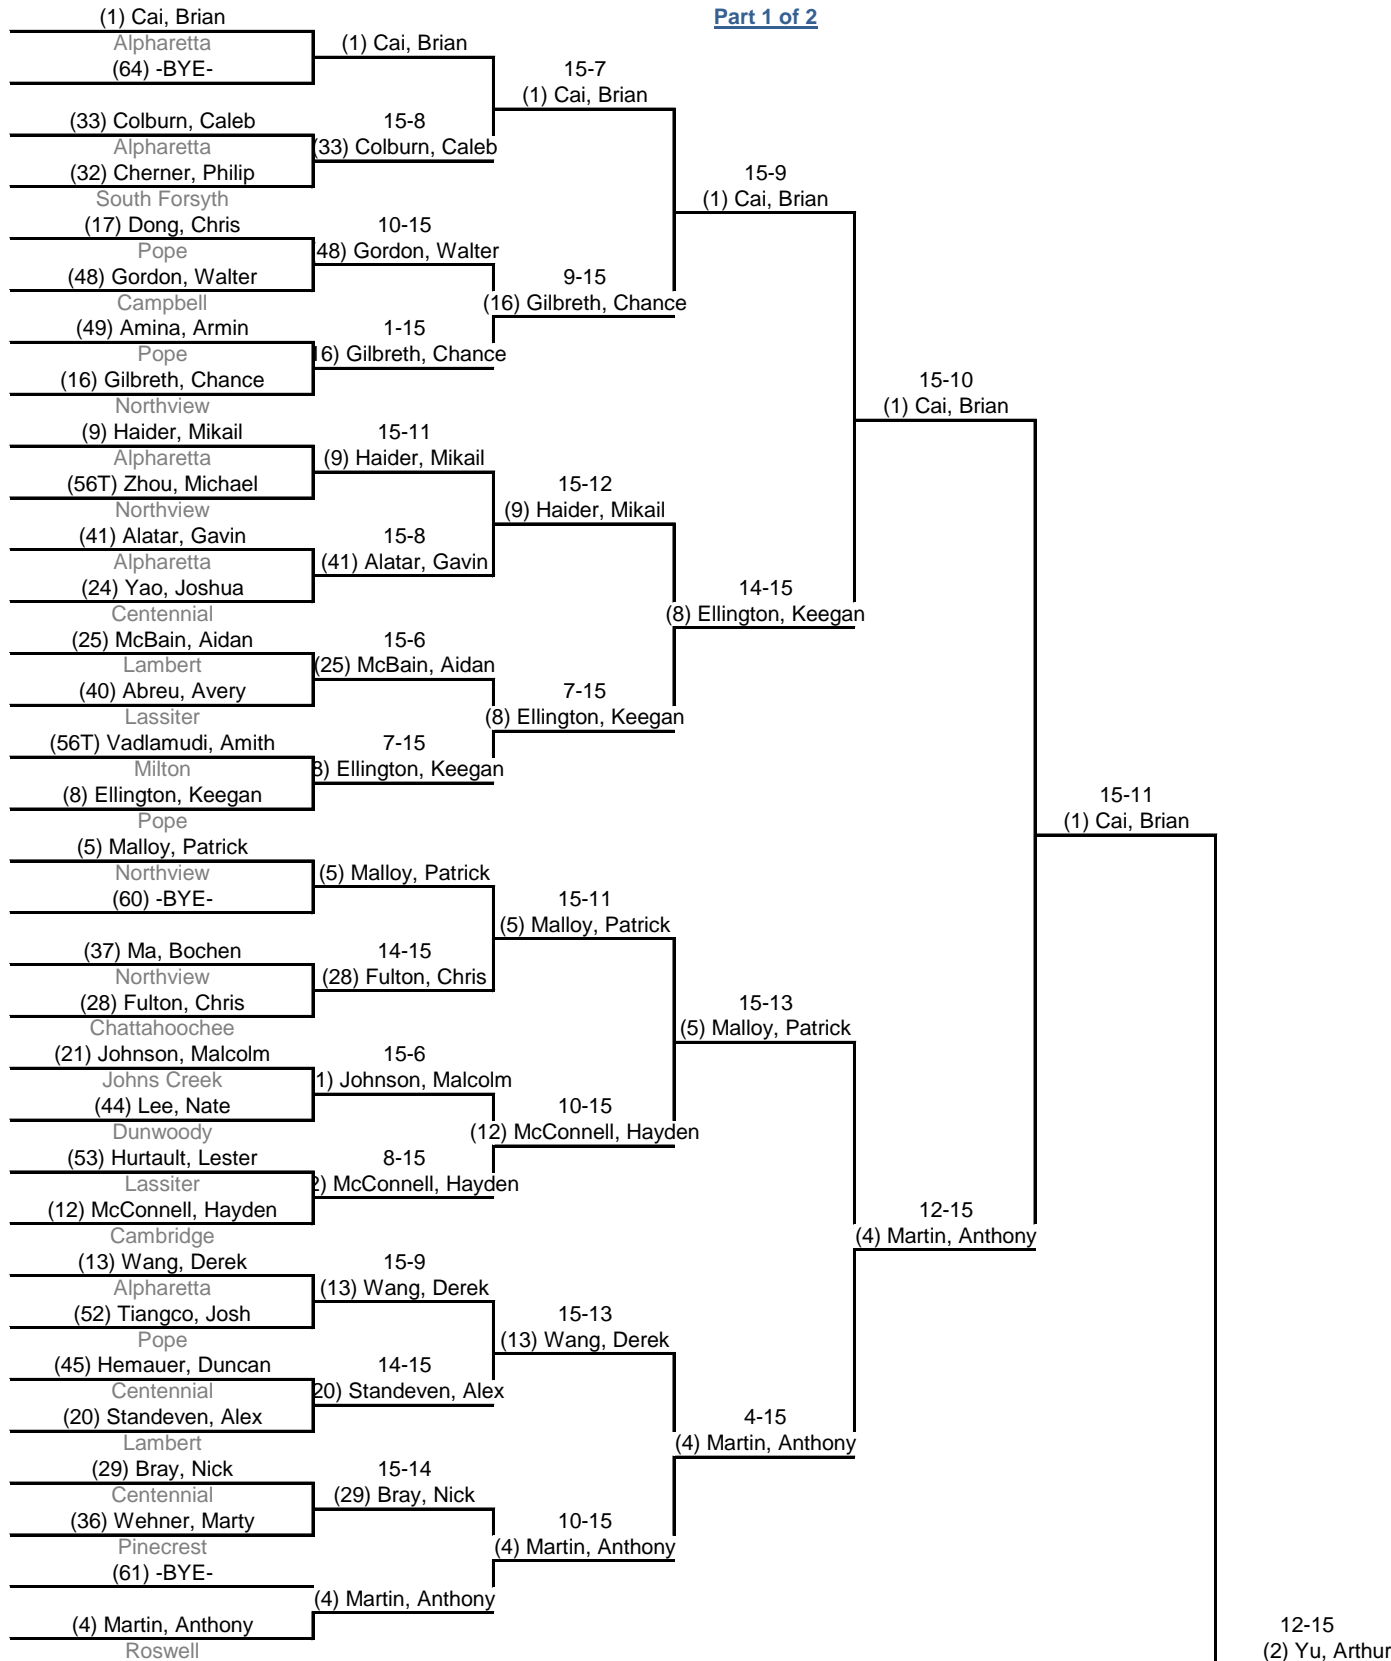 Part 1 of 2
(1) Cai, Brian
Alpharetta
(64) -BYE-
(33) Colburn, Caleb
Alpharetta
(32) Cherner, Philip
South Forsyth
(17) Dong, Chris
Pope
(48) Gordon, Walter
Campbell
(49) Amina, Armin
Pope
(16) Gilbreth, Chance
Northview
(9) Haider, Mikail
Alpharetta
(56T) Zhou, Michael
Northview
(41) Alatar, Gavin
Alpharetta
(24) Yao, Joshua
Centennial
(25) McBain, Aidan
Lambert
(40) Abreu, Avery
Lassiter
(56T) Vadlamudi, Amith
Milton
(8) Ellington, Keegan
Pope
(5) Malloy, Patrick
Northview
(60) -BYE-
(37) Ma, Bochen
Northview
(28) Fulton, Chris
Chattahoochee
(21) Johnson, Malcolm
Johns Creek
(44) Lee, Nate
Dunwoody
(53) Hurtault, Lester
Lassiter
(12) McConnell, Hayden
Cambridge
(13) Wang, Derek
Alpharetta
(52) Tiangco, Josh
Pope
(45) Hemauer, Duncan
Centennial
(20) Standeven, Alex
Lambert
(29) Bray, Nick
Centennial
(36) Wehner, Marty
Pinecrest
(61) -BYE-
(4) Martin, Anthony
Roswell
(1) Cai, Brian
15-8
(33) Colburn, Caleb
10-15
48) Gordon, Walter
1-15
6) Gilbreth, Chance
15-11
(9) Haider, Mikail
15-8
(41) Alatar, Gavin
15-6
(25) McBain, Aidan
7-15
8) Ellington, Keegan
(5) Malloy, Patrick
14-15
(28) Fulton, Chris
15-6
1) Johnson, Malcolm
8-15
2) McConnell, Hayden
15-9
(13) Wang, Derek
14-15
20) Standeven, Alex
15-14
(29) Bray, Nick
(4) Martin, Anthony
15-7
(1) Cai, Brian
9-15
(16) Gilbreth, Chance
15-12
(9) Haider, Mikail
7-15
(8) Ellington, Keegan
15-11
(5) Malloy, Patrick
10-15
(12) McConnell, Hayden
15-13
(13) Wang, Derek
10-15
(4) Martin, Anthony
15-9
(1) Cai, Brian
14-15
(8) Ellington, Keegan
15-13
(5) Malloy, Patrick
4-15
(4) Martin, Anthony
15-10
(1) Cai, Brian
12-15
(4) Martin, Anthony
15-11
(1) Cai, Brian
12-15
(2) Yu, Arthur